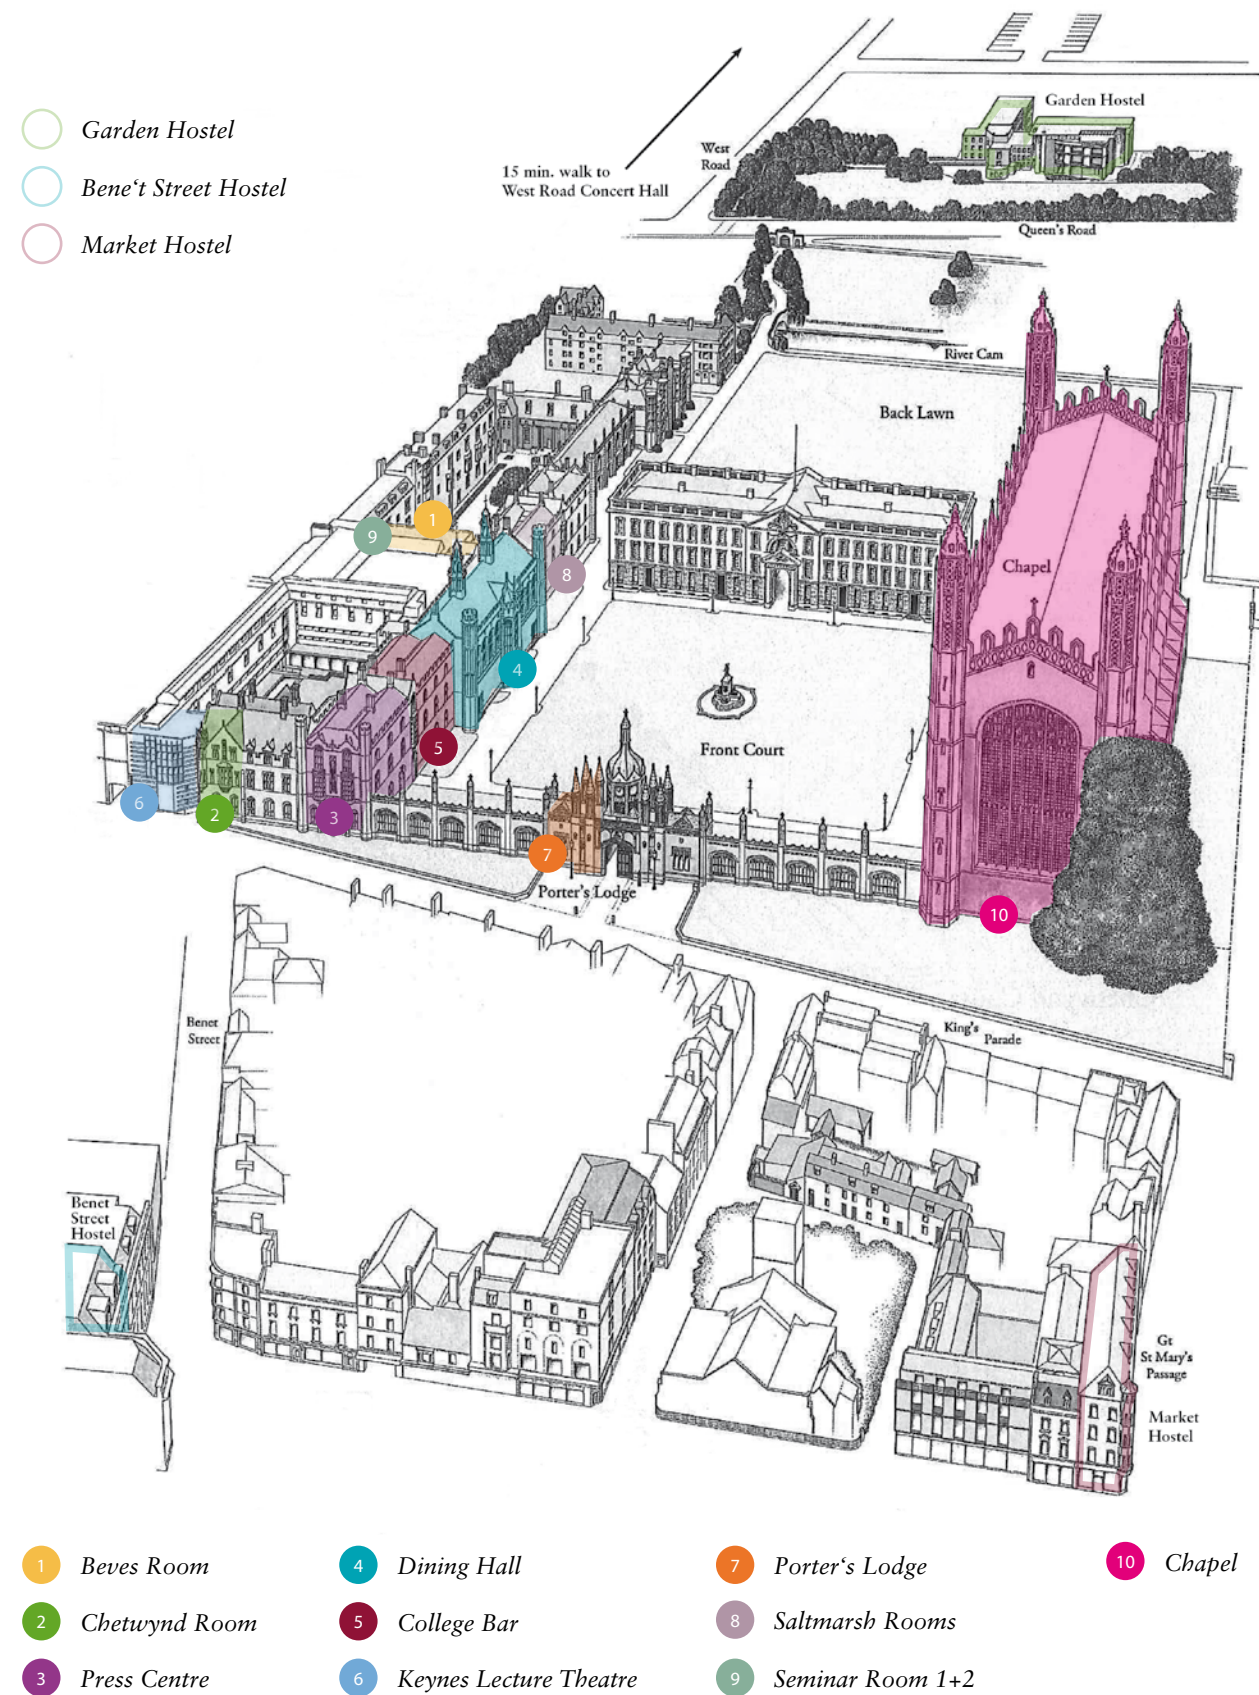 Garden Hostel
Bene‘t Street Hostel
Market Hostel
Garden Hostel
West
Road
15 min. walk to
West Road Concert Hall
Queen's Road
River Cam
Back Lawn
1
9
8
Chapel
4
Front Court
5
6
2
3
7
Porter's Lodge
10
Benet
Street
King's
Parade
Benet
Street
Hostel
Gt
St Mary's
Passage
Market
Hostel
1 Beves Room
2 Chetwynd Room
3 Press Centre
4 Dining Hall
5 College Bar
6 Keynes Lecture Theatre
7 Porter‘s Lodge
8 Saltmarsh Rooms
9 Seminar Room 1+2
10 Chapel